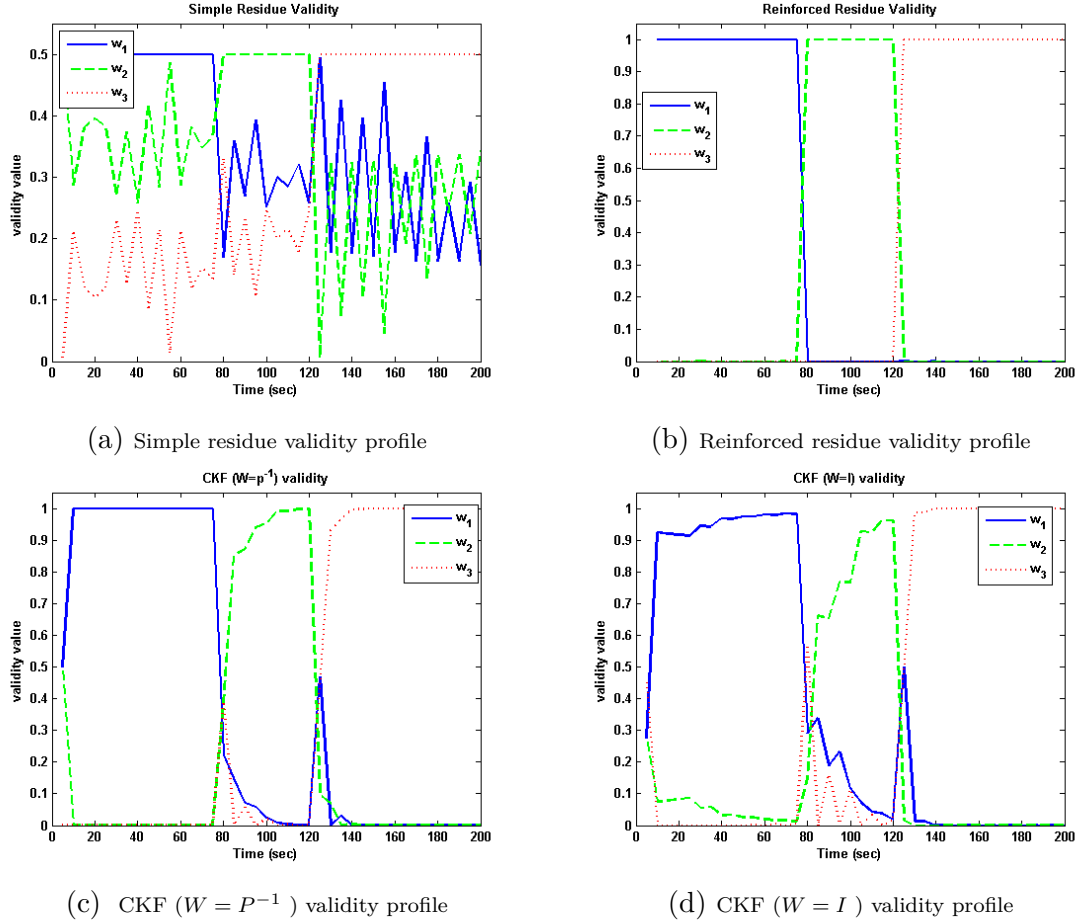 Simple Residue Validity
0.5
0.4
0.3
0.2
0.1
0
validity value
w1
w2
w3
0 20 40 60 80 100 120 140 160 180 200
Time (sec)
(a) Simple residue validity profile
Reinforced Residue Validity
1
0.9
0.8
0.7
0.6
0.5
0.4
0.3
0.2
0.1
0
validity value
w1
w2
w3
0 20 40 60 80 100 120 140 160 180 200
Time (sec)
(b) Reinforced residue validity profile
CKF (W=p-1) validity
1
0.9
0.8
0.7
0.6
0.5
0.4
0.3
0.2
0.1
0
validity value
w1
w2
w3
0 20 40 60 80 100 120 140 160 180 200
Time (sec)
(c) CKF (W = P−1 ) validity profile
CKF (W=I) validity
1
0.9
0.8
0.7
0.6
0.5
0.4
0.3
0.2
0.1
0
validity value
w1
w2
w3
0 20 40 60 80 100 120 140 160 180 200
Time (sec)
(d) CKF (W = I ) validity profile